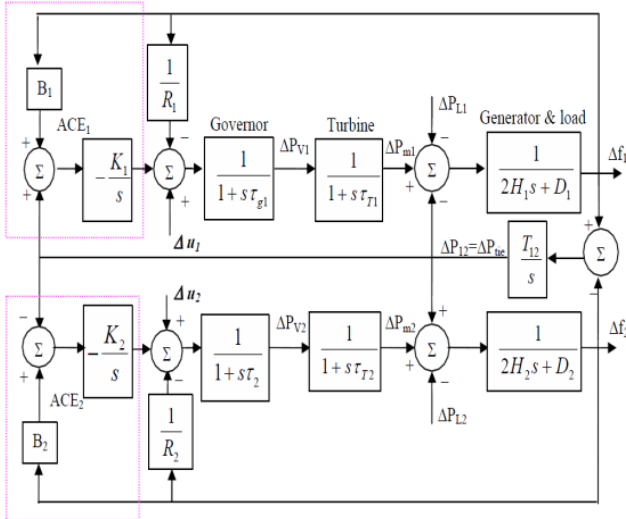 B₁
ACE₁
+
+
Σ
-K₁/s
1/R₁
−
Σ
+
Δu₁
Governor
1/(1+sτg1)
ΔPV1
Turbine
1/(1+sτT1)
ΔPm1
ΔPL1
−
+
Σ
−
Generator & load
1/(2H₁s+D₁)
Δf₁
ΔP12=ΔPtie
T12/s
+
Σ
−
−
Σ
+
ACE₂
B₂
-K₂/s
Δu₂
+
Σ
−
1/R₂
1/(1+sτ₂)
ΔPV2
1/(1+sτT2)
ΔPm2
+
+
Σ
−
ΔPL2
1/(2H₂s+D₂)
Δf₂